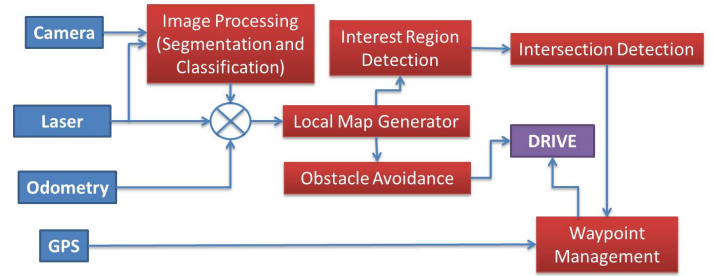 Camera
Image Processing
(Segmentation and
Classification)
Interest Region
Detection
Intersection Detection
Laser
Local Map Generator
DRIVE
Obstacle Avoidance
Odometry
GPS
Waypoint
Management